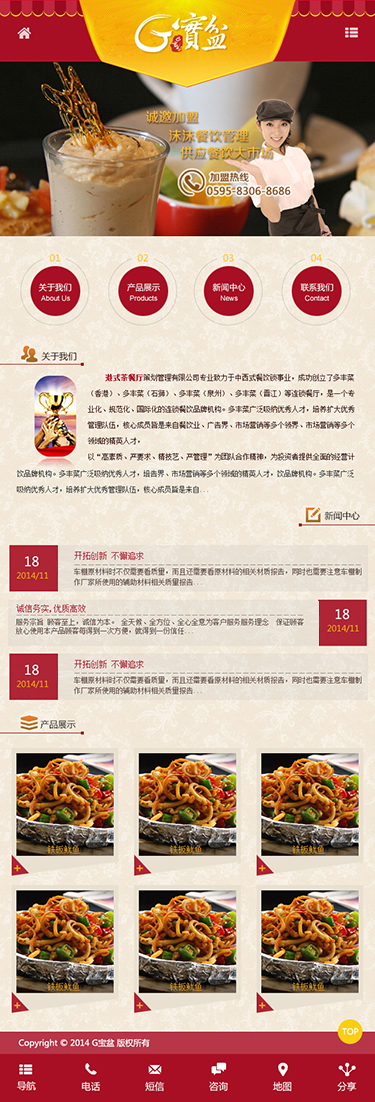 G寶盆
诚邀加盟
沫沫餐饮管理
供应餐饮大市场
加盟热线
0595-8306-8686
01
02
03
04
关于我们
产品展示
新闻中心
联系我们
About Us
Products
News
Contact
关于我们
港式茶餐厅策划管理有限公司专业致力于中西式餐饮锁事业，成功创立了多丰菜
（香港）、多丰菜（石狮）、多丰菜（泉州）、多丰菜（晋江）等连锁餐厅，是一个专
业化、规范化、国际化的连锁餐饮品牌机构。多丰菜广泛吸纳优秀人才，培养扩大优秀
管理队伍，核心成员皆是来自餐饮业、广告界、市场营销等多个领界、市场营销等多个
领域的精英人才，
以“高素质、严要求、精技艺、严管理”为团队合作精神，为投资者提供全面的经营计
饮品牌机构。多丰菜广泛吸纳优秀人才，培告界、市场营销等多个领域的精英人才，饮品牌机构。多丰菜广泛
吸纳优秀人才，培养扩大优秀管理队伍，核心成员皆是来自...
新闻中心
18
2014/11
开拓创新 不懈追求
车棚原材料时不仅需要看质量，而且还需要看原材料的相关材质报告，同时也需要注意车棚制
作厂家所使用的辅助材料相关质量报告...
诚信务实,优质高效
服务宗旨 顾客至上，诚信为本。 全天候、全方位、全心全意为客户服务服务理念 保证顾客
放心使用本产品顾客每得到一次方便，就得到一份信任...
18
2014/11
18
2014/11
开拓创新 不懈追求
车棚原材料时不仅需要看质量，而且还需要看原材料的相关材质报告，同时也需要注意车棚制
作厂家所使用的辅助材料相关质量报告...
产品展示
铁板鱿鱼
铁板鱿鱼
铁板鱿鱼
+
+
+
铁板鱿鱼
铁板鱿鱼
铁板鱿鱼
+
+
+
TOP
Copyright © 2014 G宝盆 版权所有
导航
电话
短信
咨询
地图
分享